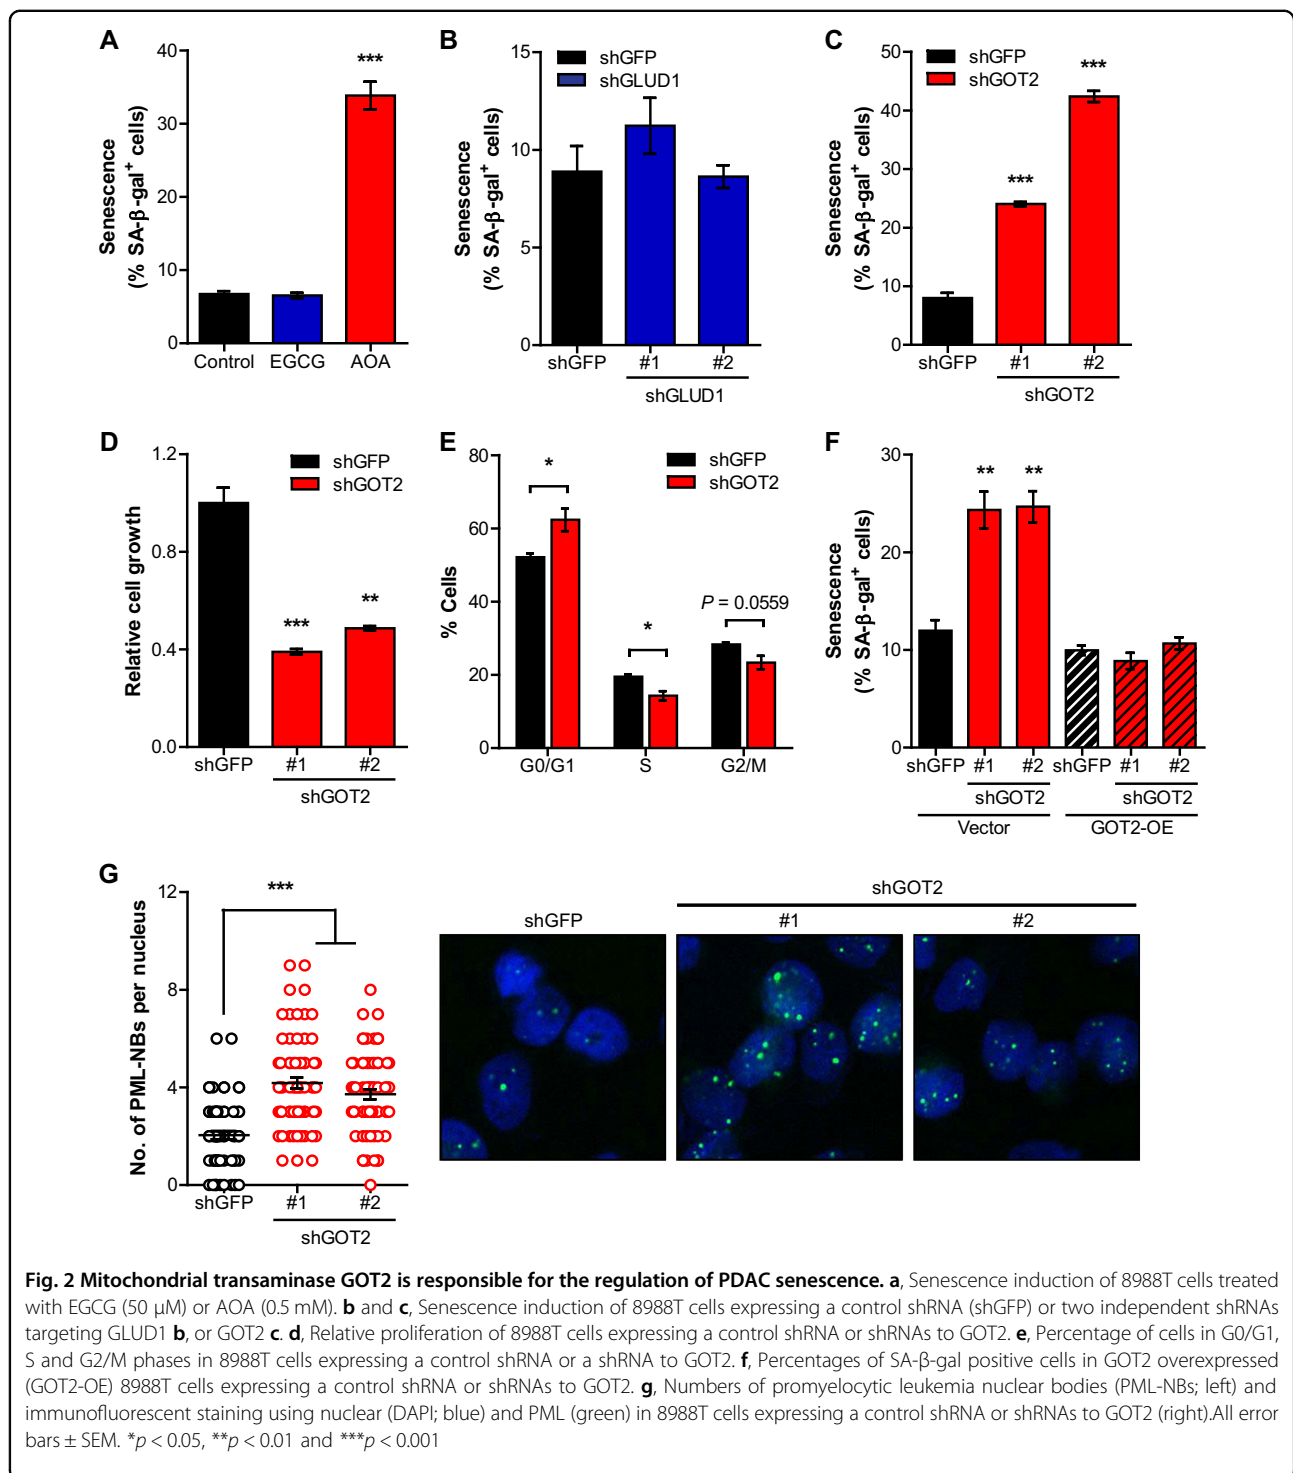 A
Senescence
(% SA-β-gal⁺ cells)
40
30
20
10
0
***
Control
EGCG
AOA
B
Senescence
(% SA-β-gal⁺ cells)
15
10
5
0
shGFP
shGLUD1
shGFP
#1
#2
shGLUD1
C
Senescence
(% SA-β-gal⁺ cells)
50
40
30
20
10
0
shGFP
shGOT2
***
***
shGFP
#1
#2
shGOT2
D
Relative cell growth
1.2
0.8
0.4
0.0
shGFP
shGOT2
***
**
shGFP
#1
#2
shGOT2
E
% Cells
80
60
40
20
0
shGFP
shGOT2
*
*
P = 0.0559
G0/G1
S
G2/M
F
Senescence
(% SA-β-gal⁺ cells)
30
20
10
0
**
**
shGFP
#1
#2
shGFP
#1
#2
shGOT2
shGOT2
Vector
GOT2-OE
G
No. of PML-NBs per nucleus
12
8
4
0
***
shGFP
#1
#2
shGOT2
shGOT2
shGFP
#1
#2
Fig. 2 Mitochondrial transaminase GOT2 is responsible for the regulation of PDAC senescence. a, Senescence induction of 8988T cells treated
with EGCG (50 μM) or AOA (0.5 mM). b and c, Senescence induction of 8988T cells expressing a control shRNA (shGFP) or two independent shRNAs
targeting GLUD1 b, or GOT2 c. d, Relative proliferation of 8988T cells expressing a control shRNA or shRNAs to GOT2. e, Percentage of cells in G0/G1,
S and G2/M phases in 8988T cells expressing a control shRNA or a shRNA to GOT2. f, Percentages of SA-β-gal positive cells in GOT2 overexpressed
(GOT2-OE) 8988T cells expressing a control shRNA or shRNAs to GOT2. g, Numbers of promyelocytic leukemia nuclear bodies (PML-NBs; left) and
immunofluorescent staining using nuclear (DAPI; blue) and PML (green) in 8988T cells expressing a control shRNA or shRNAs to GOT2 (right).All error
bars ± SEM. *p < 0.05, **p < 0.01 and ***p < 0.001